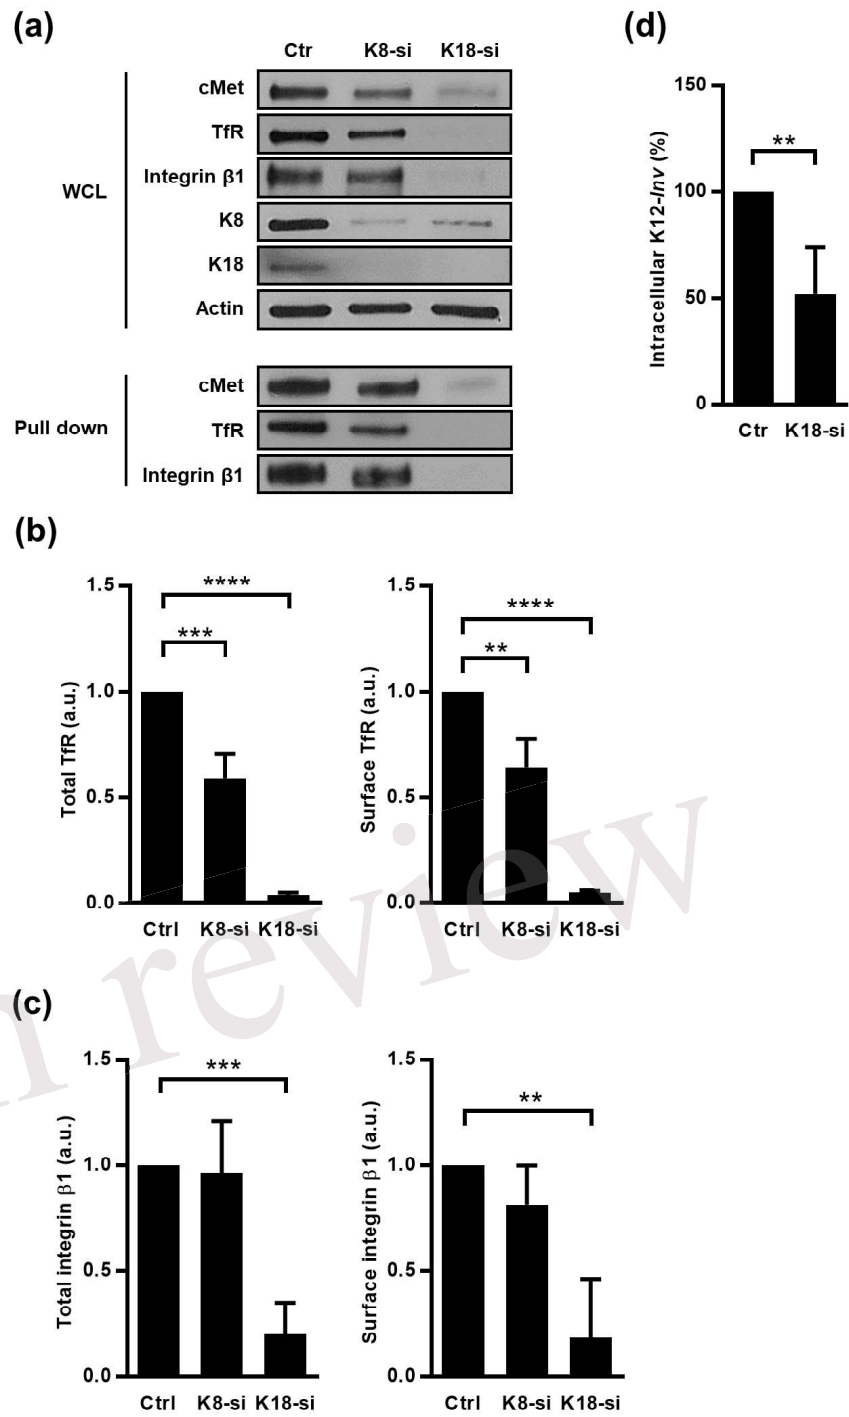 (a)
Ctr K8-si K18-si
WCL
cMet
TfR
Integrin β1
K8
K18
Actin
Pull down
cMet
TfR
Integrin β1
(d)
Intracellular K12-Inv (%)
150
100
50
0
**
Ctr K18-si
(b)
Total TfR (a.u.)
1.5
1.0
0.5
0.0
****
***
Ctrl K8-si K18-si
Surface TfR (a.u.)
1.5
1.0
0.5
0.0
****
**
Ctrl K8-si K18-si
(c)
Total integrin β1 (a.u.)
1.5
1.0
0.5
0.0
***
Ctrl K8-si K18-si
Surface integrin β1 (a.u.)
1.5
1.0
0.5
0.0
**
Ctrl K8-si K18-si
review